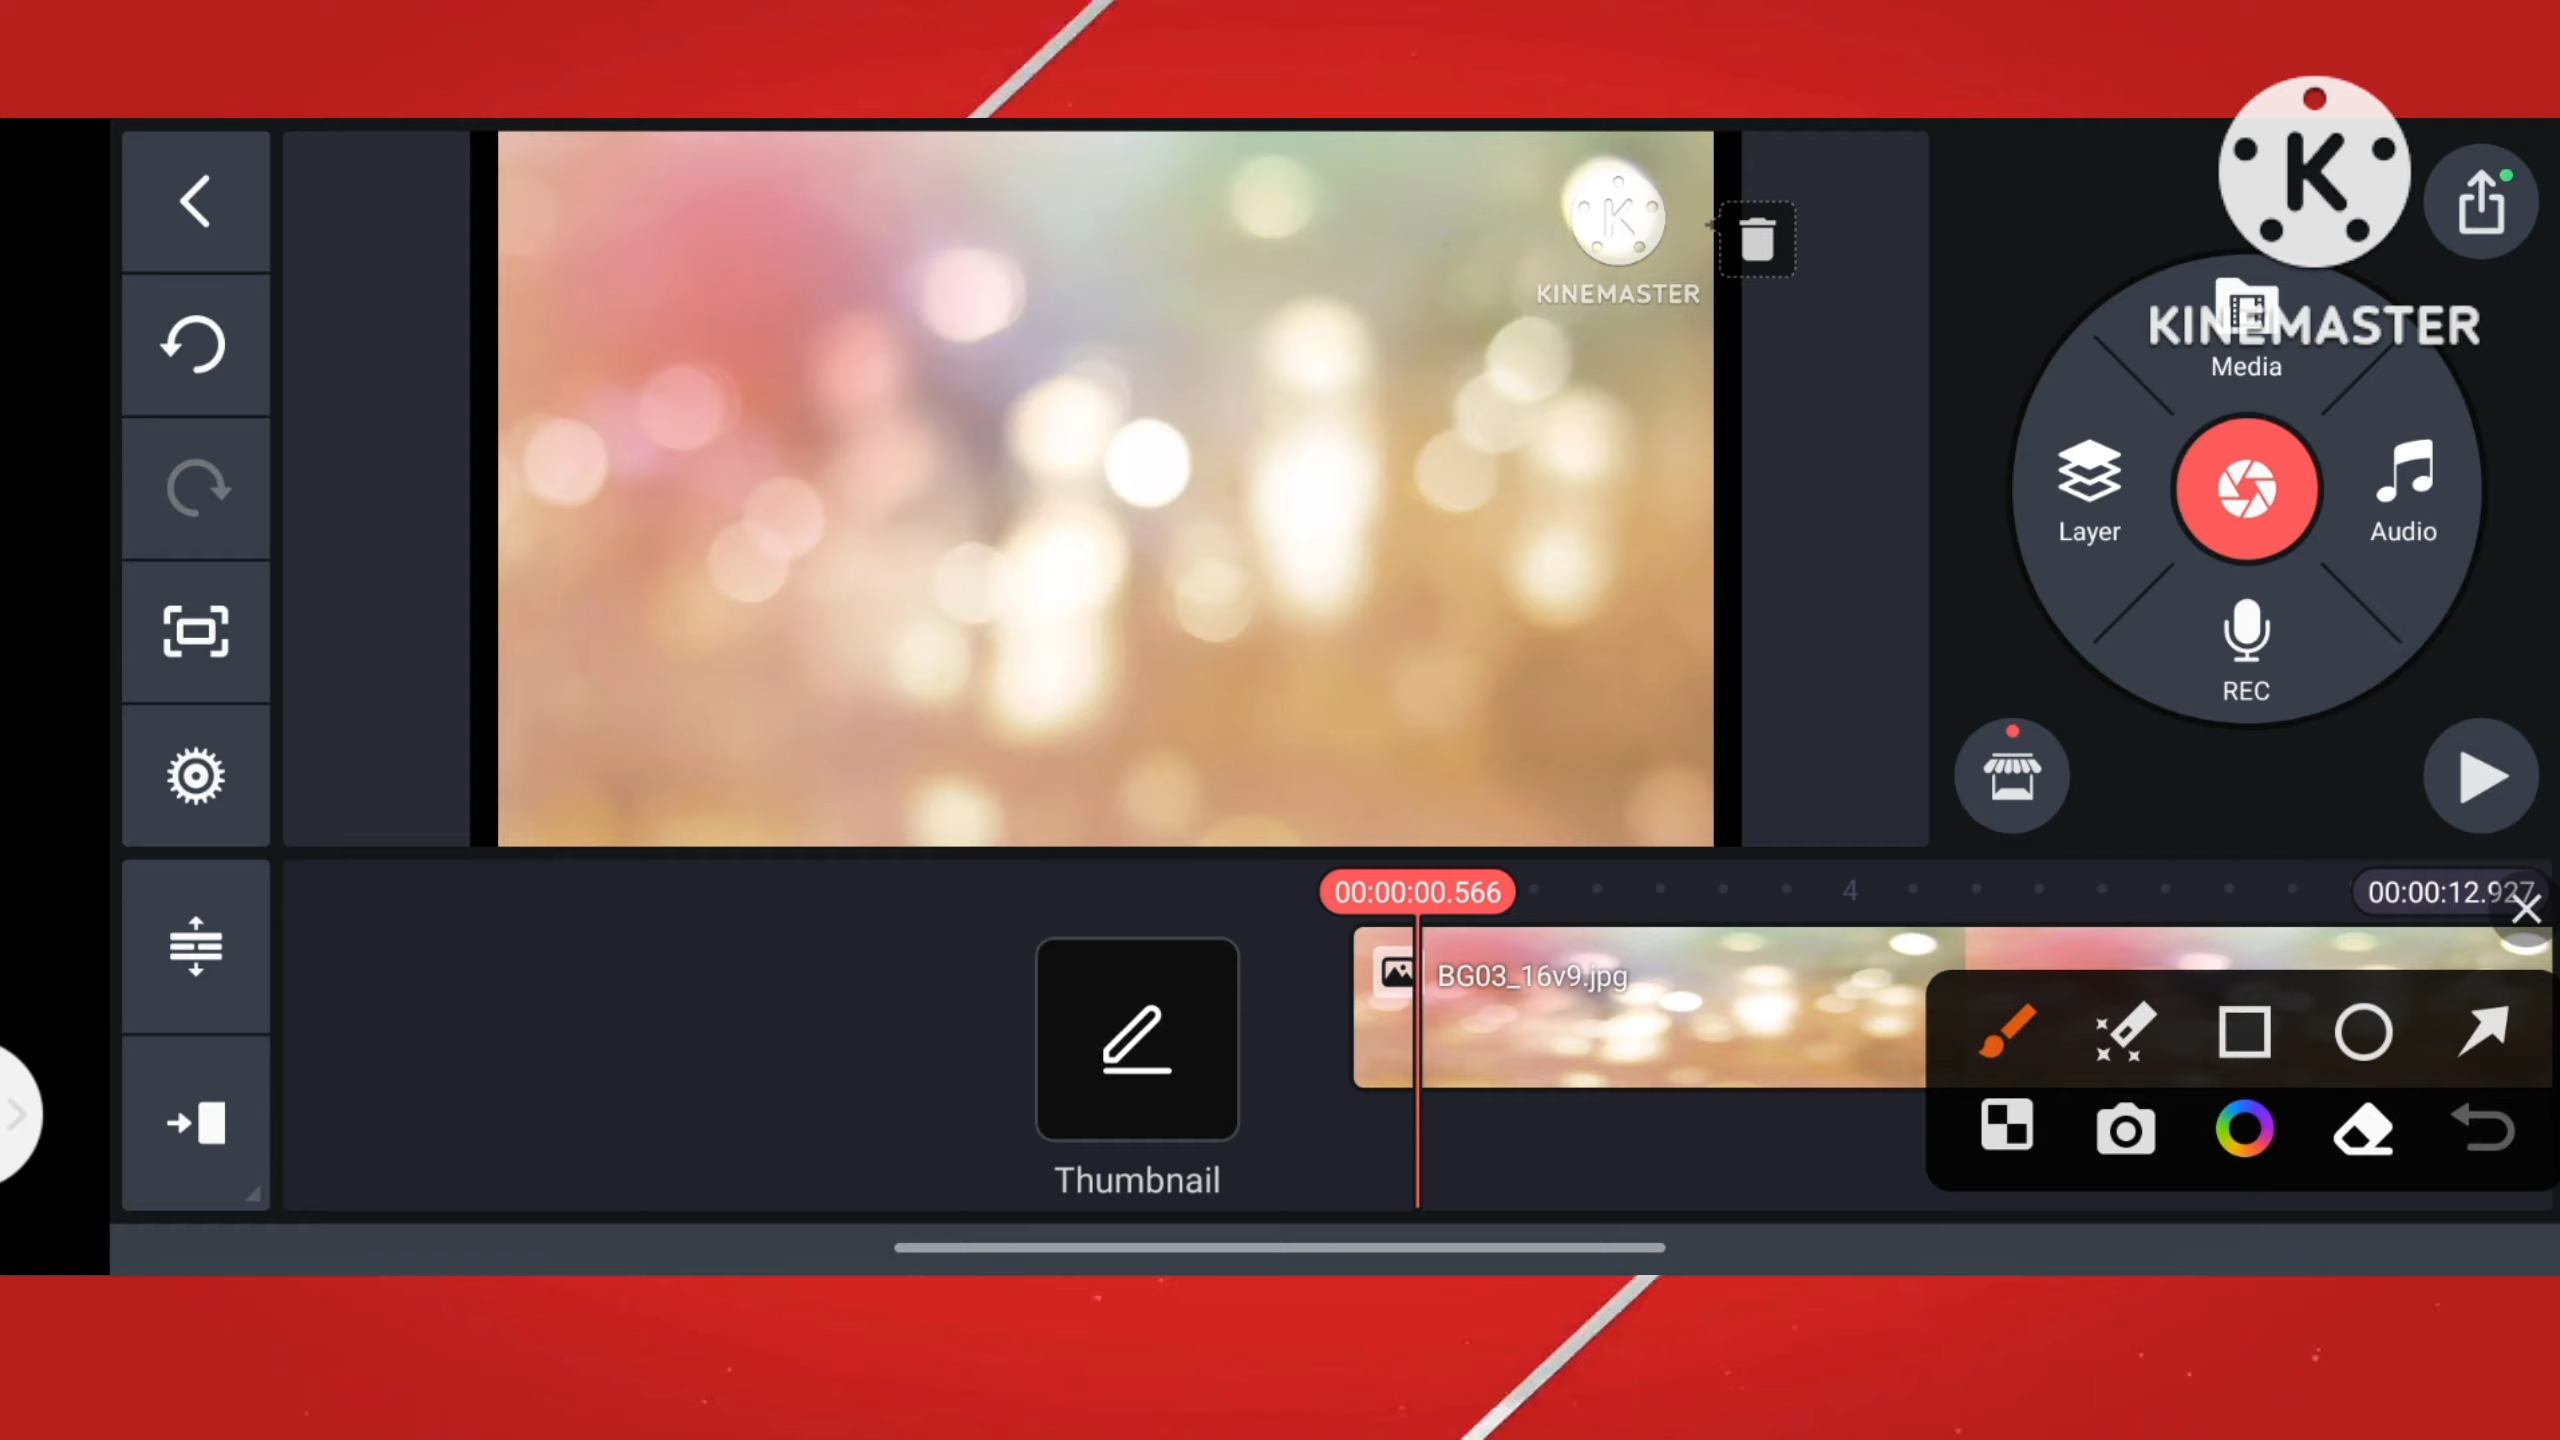 K
K
KINEMASTER
KINEMASTER
Media
Layer
Audio
REC
00:00:00.566
4
00:00:12.927
BG03_16v9.jpg
Thumbnail